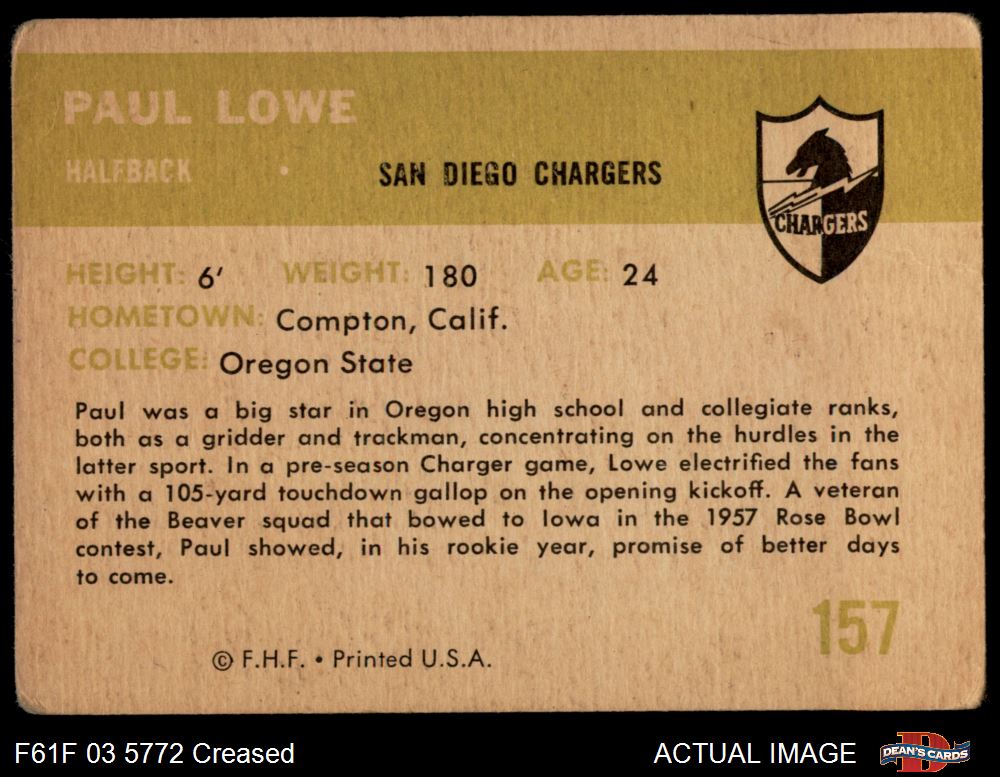 PAUL LOWE
HALFBACK • SAN DIEGO CHARGERS
CHARGERS
HEIGHT: 6' WEIGHT: 180 AGE: 24
HOMETOWN: Compton, Calif.
COLLEGE: Oregon State
Paul was a big star in Oregon high school and collegiate ranks,
both as a gridder and trackman, concentrating on the hurdles in the
latter sport. In a pre-season Charger game, Lowe electrified the fans
with a 105-yard touchdown gallop on the opening kickoff. A veteran
of the Beaver squad that bowed to Iowa in the 1957 Rose Bowl
contest, Paul showed, in his rookie year, promise of better days
to come.
157
© F.H.F. • Printed U.S.A.
F61F 03 5772 Creased
ACTUAL IMAGE
D
DEAN'S CARDS